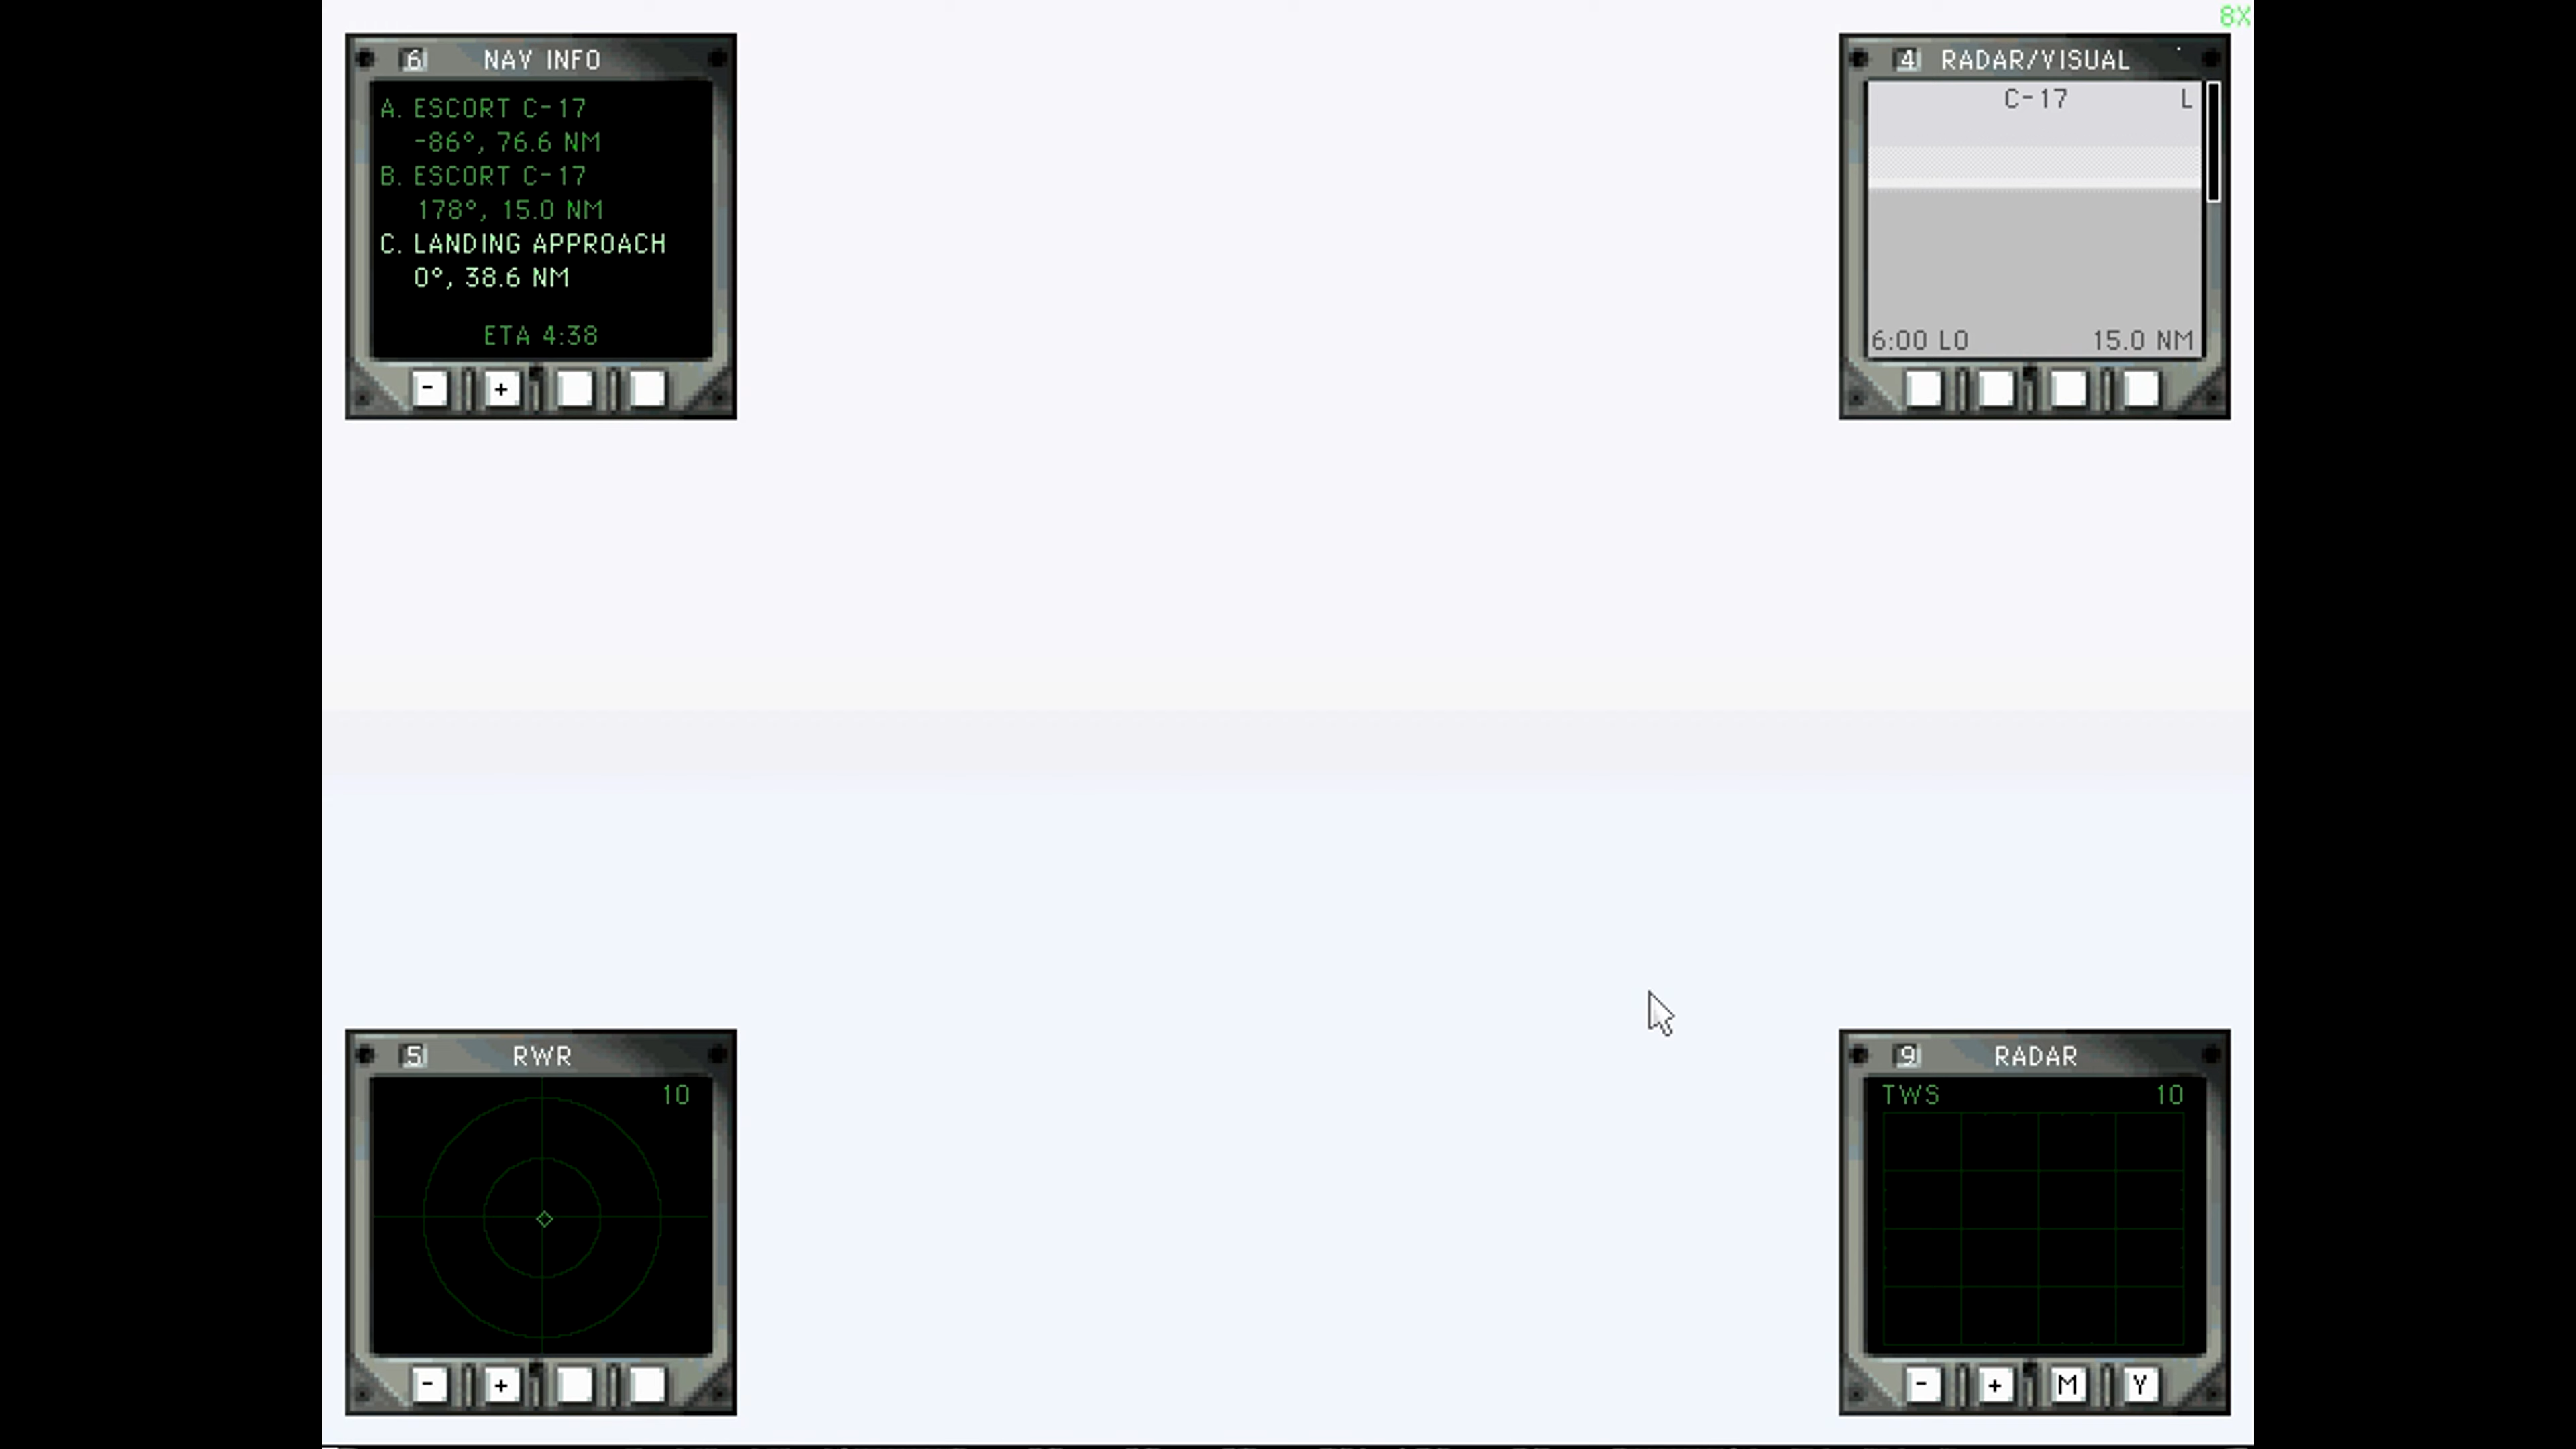 8X
6 NAV INFO
A. ESCORT C-17
-86°, 76.6 NM
B. ESCORT C-17
178°, 15.0 NM
C. LANDING APPROACH
0°, 38.6 NM
ETA 4:38
- +
4 RADAR/VISUAL
C-17 L
6:00 LO 15.0 NM
5 RWR
10
- +
9 RADAR
TWS 10
- + M Y